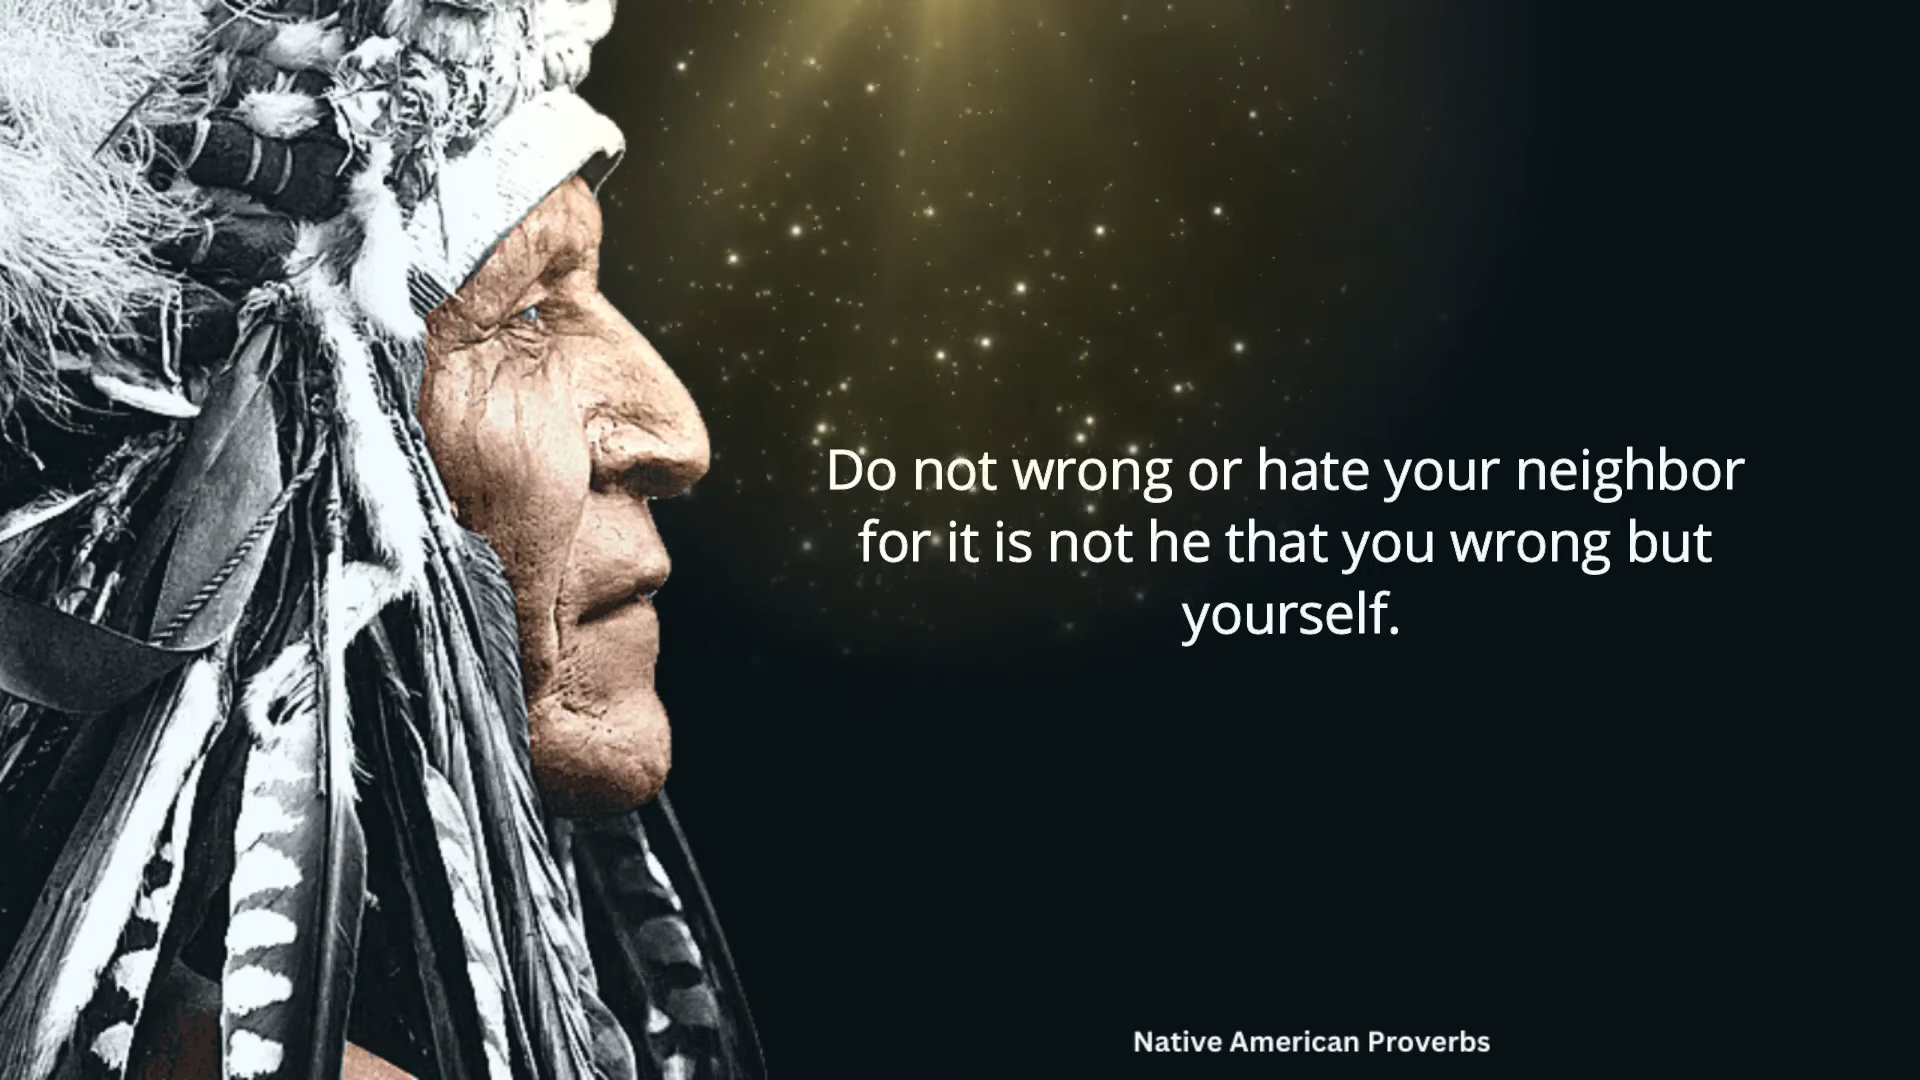 Do not wrong or hate your neighbor
for it is not he that you wrong but
yourself.
Native American Proverbs